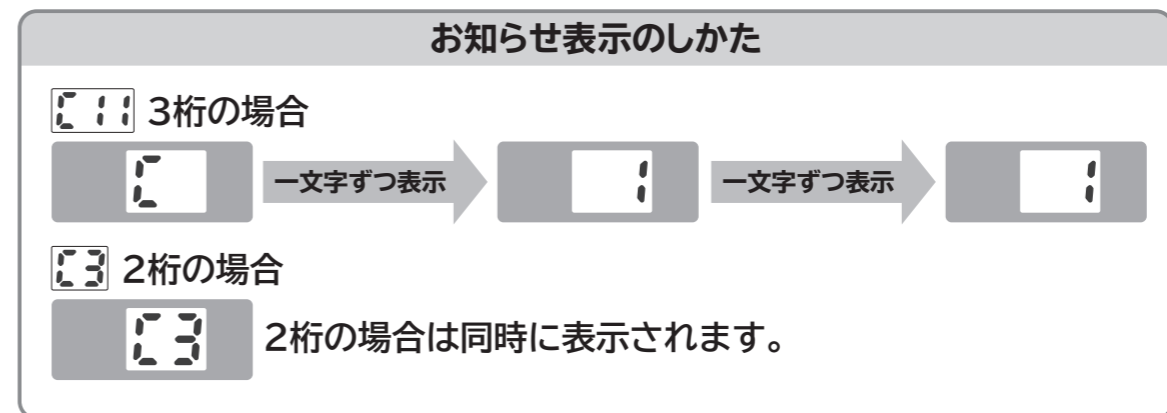 お知らせ表示のしかた
C11 3桁の場合
C 一文字ずつ表示 1 一文字ずつ表示 1
C3 2桁の場合
C3 2桁の場合は同時に表示されます。